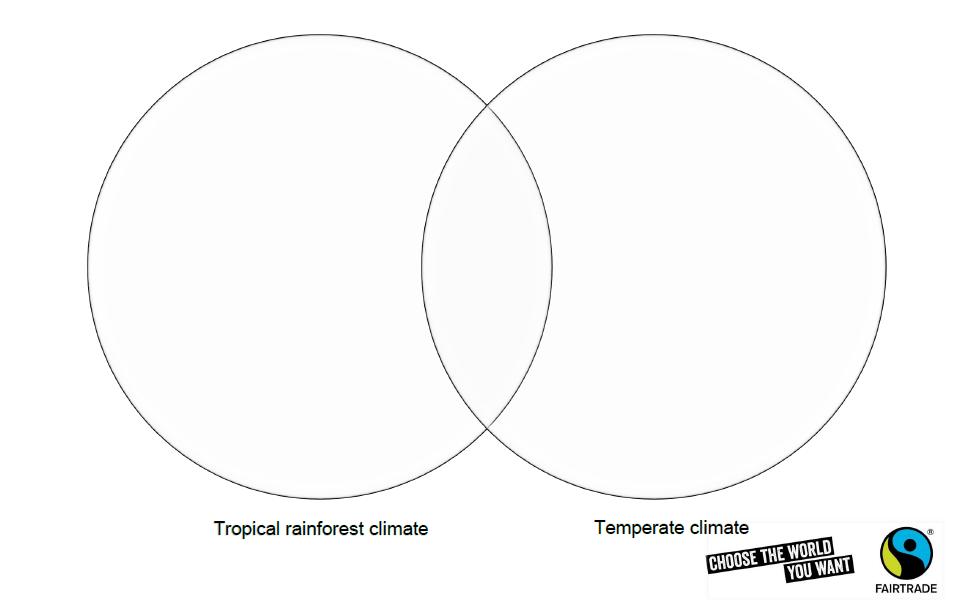 Tropical rainforest climate
Temperate climate
CHOOSE THE WORLD
YOU WANT
®
FAIRTRADE